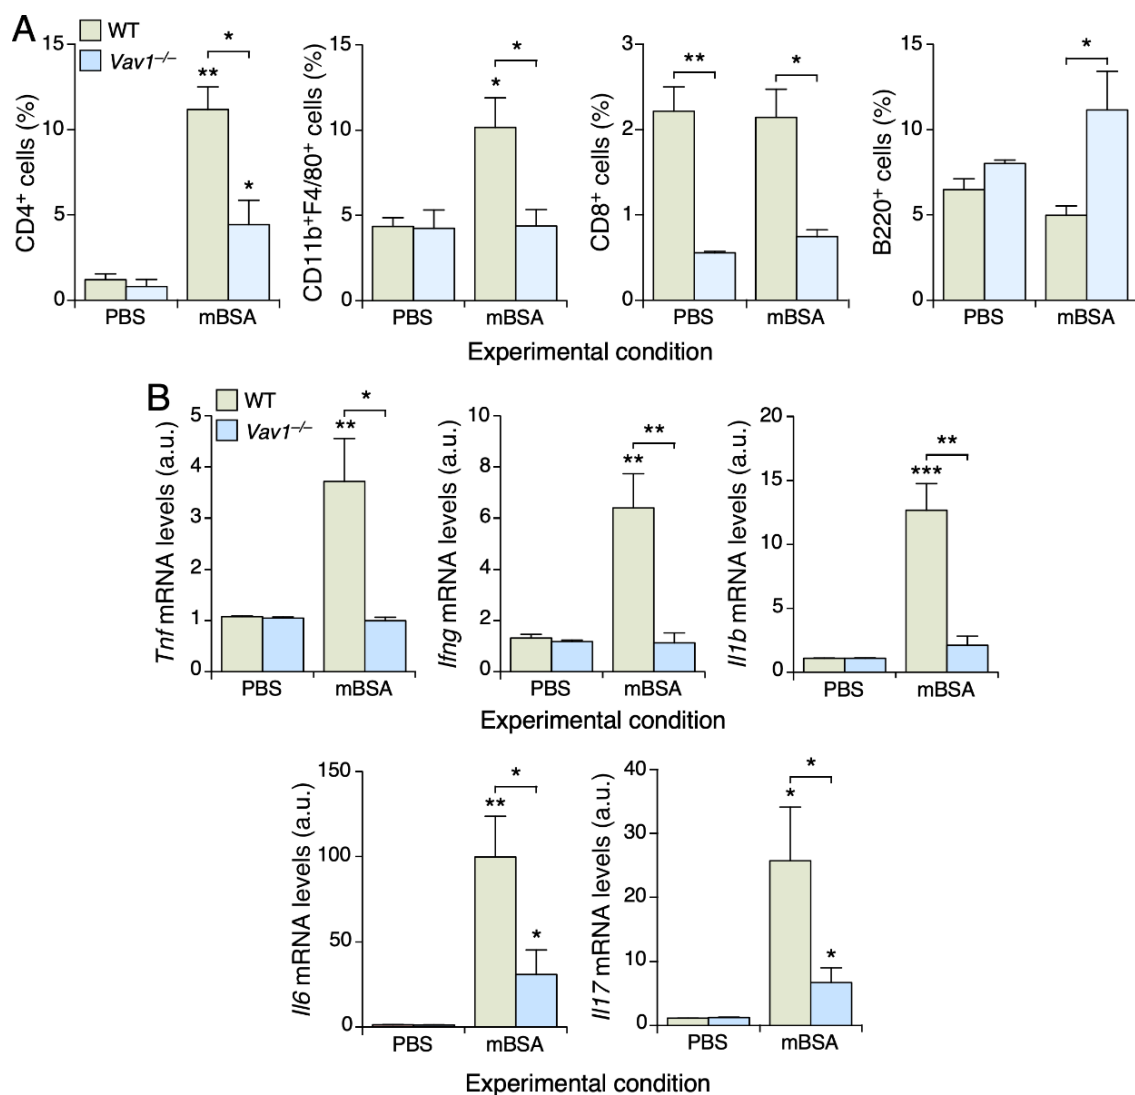 A
WT
Vav1–/–
CD4+ cells (%)
15
10
5
0
**
*
*
PBS
mBSA
CD11b+F4/80+ cells (%)
15
10
5
0
*
*
PBS
mBSA
CD8+ cells (%)
3
2
1
0
**
*
PBS
mBSA
B220+ cells (%)
15
10
5
0
*
PBS
mBSA
Experimental condition
B
WT
Vav1–/–
Tnf mRNA levels (a.u.)
5
4
3
2
1
0
*
**
PBS
mBSA
Ifng mRNA levels (a.u.)
10
8
6
4
2
0
**
**
PBS
mBSA
Il1b mRNA levels (a.u.)
20
15
10
5
0
**
***
PBS
mBSA
Experimental condition
Il6 mRNA levels (a.u.)
150
100
50
0
*
**
*
PBS
mBSA
Il17 mRNA levels (a.u.)
40
30
20
10
0
*
*
*
PBS
mBSA
Experimental condition